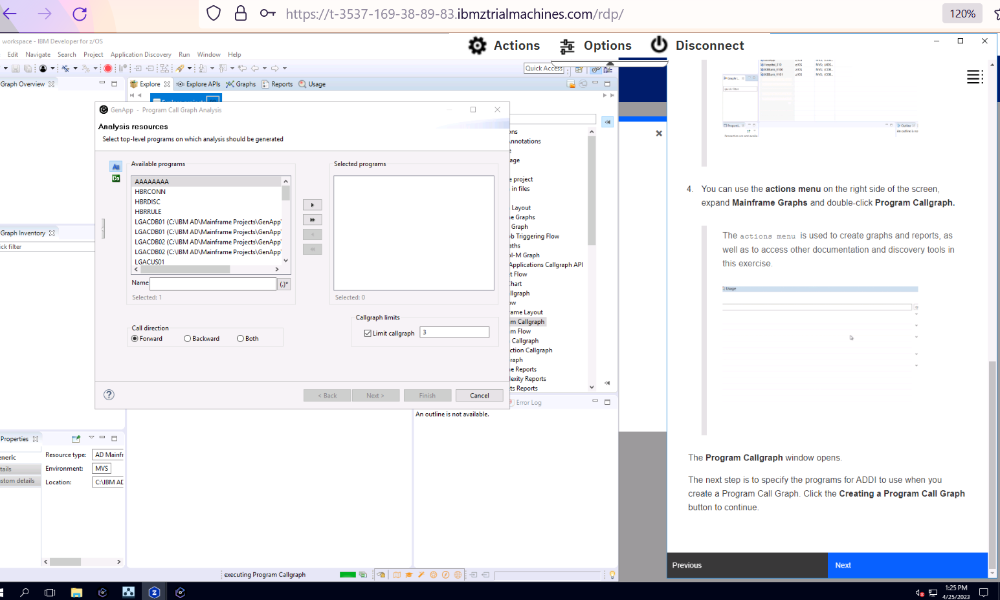 https://t-3537-169-38-89-83.ibmztrialmachines.com/rdp/
120%
workspace - IBM Developer for z/OS
Actions
Options
Disconnect
Edit Navigate Search Project Application Discovery Run Window Help
Quick Access
Graph Overview
Explore
Explore APIs
Graphs
Reports
Usage
GenApp - Program Call Graph Analysis
Analysis resources
Select top-level programs on which analysis should be generated
Available programs
AAAAAAAA
HBRCONN
HBRDISC
HBRRULE
LGACDB01 (C:\IBM AD\Mainframe Projects\GenApp
LGACDB01 (C:\IBM AD\Mainframe Projects\GenApp
LGACDB02 (C:\IBM AD\Mainframe Projects\GenApp
LGACDB02 (C:\IBM AD\Mainframe Projects\GenApp
LGACUS01
Name
(.)*
Selected: 1
Selected programs
Selected: 0
Call direction
Forward
Backward
Both
Callgraph limits
Limit callgraph 3
< Back
Next >
Finish
Cancel
Graph Inventory
ick filter
ons
nnotations
e
age
e project
in files
Layout
e Graphs
Graph
ob Triggering Flow
aths
ol-M Graph
Applications Callgraph API
t Flow
hart
llgraph
ow
ame Layout
m Callgraph
m Flow
Callgraph
ction Callgraph
raph
e Reports
lexity Reports
ts Reports
Error Log
An outline is not available.
Properties
eneric
tails
stom details
Resource type: AD Mainfr
Environment: MVS
Location: C:\IBM AD
executing Program Callgraph
4. You can use the actions menu on the right side of the screen,
expand Mainframe Graphs and double-click Program Callgraph.
The actions menu is used to create graphs and reports, as
well as to access other documentation and discovery tools in
this exercise.
Usage
The Program Callgraph window opens.
The next step is to specify the programs for ADDI to use when you
create a Program Call Graph. Click the Creating a Program Call Graph
button to continue.
Previous
Next
1:25 PM
4/25/2023